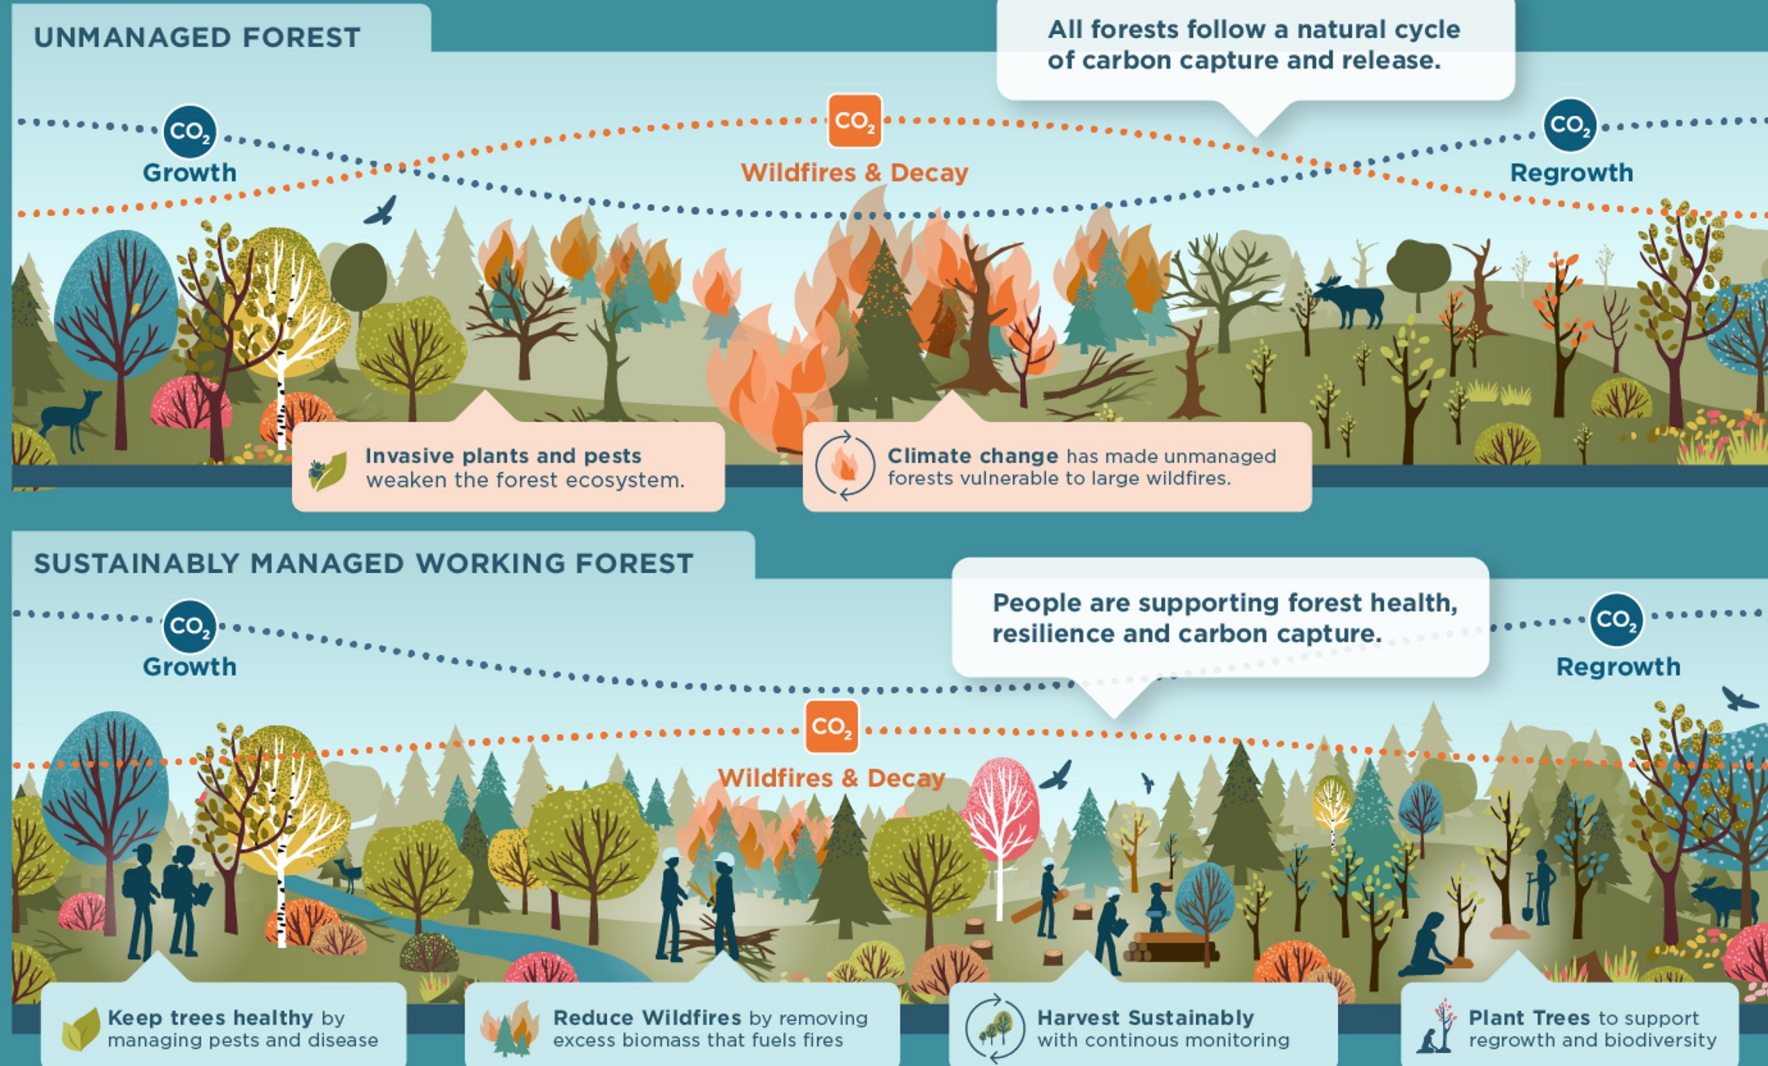 UNMANAGED FOREST
All forests follow a natural cycle
of carbon capture and release.
CO₂
Growth
CO₂
Wildfires & Decay
CO₂
Regrowth
Invasive plants and pests
weaken the forest ecosystem.
Climate change has made unmanaged
forests vulnerable to large wildfires.
SUSTAINABLY MANAGED WORKING FOREST
People are supporting forest health,
resilience and carbon capture.
CO₂
Growth
CO₂
Wildfires & Decay
CO₂
Regrowth
Keep trees healthy by
managing pests and disease
Reduce Wildfires by removing
excess biomass that fuels fires
Harvest Sustainably
with continous monitoring
Plant Trees to support
regrowth and biodiversity